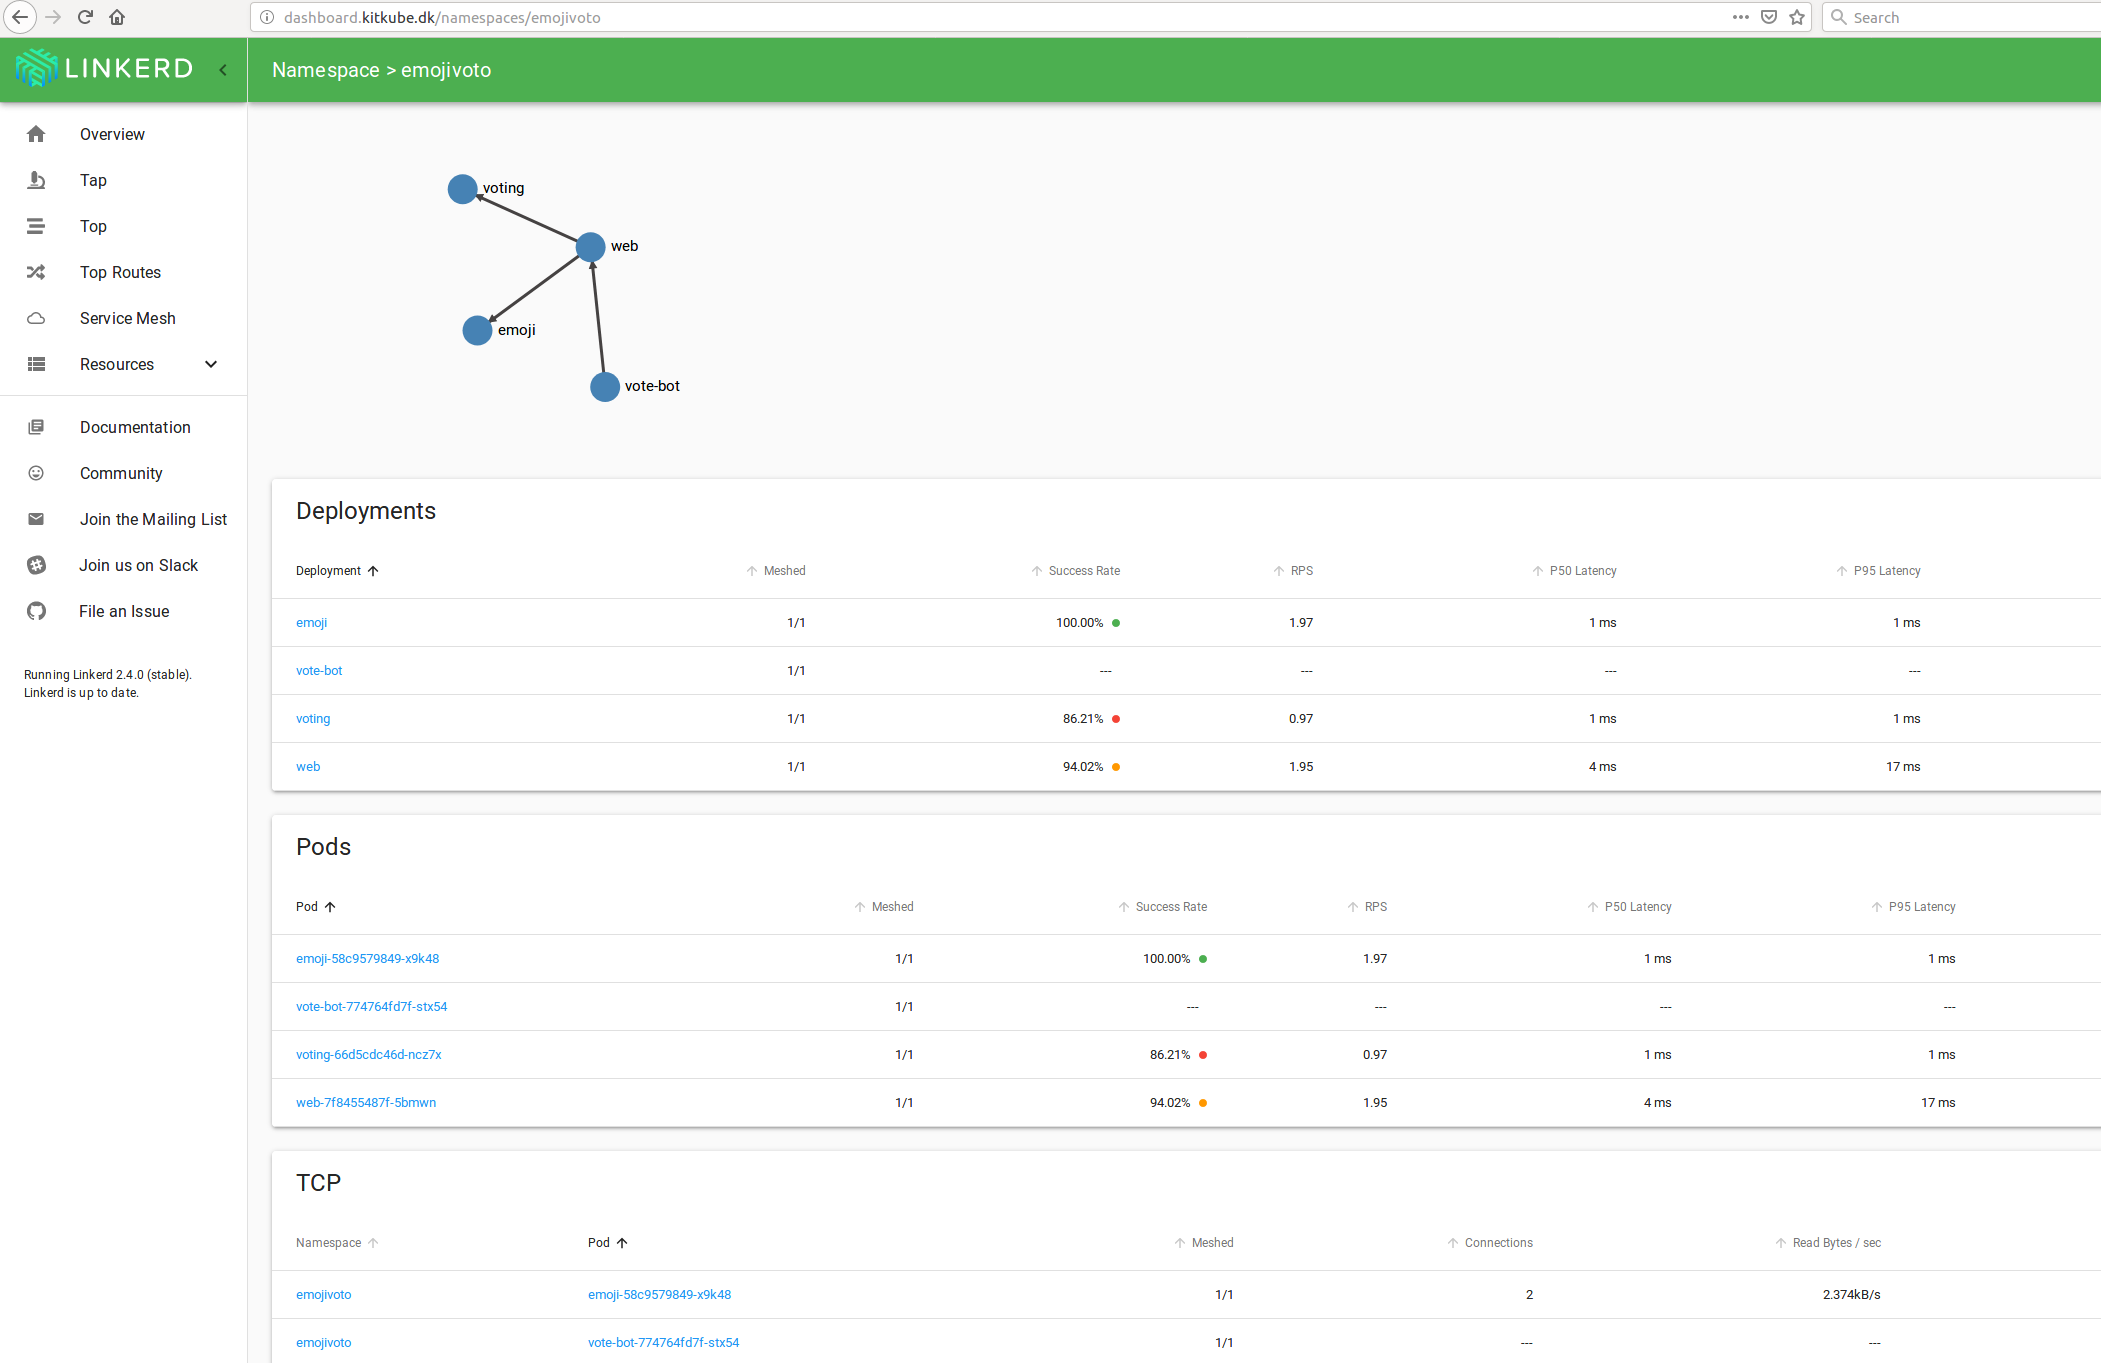 dashboard.kitkube.dk/namespaces/emojivoto
Search
LINKERD
Namespace > emojivoto
Overview
Tap
Top
Top Routes
Service Mesh
Resources
Documentation
Community
Join the Mailing List
Join us on Slack
File an Issue
Running Linkerd 2.4.0 (stable).
Linkerd is up to date.
voting
web
emoji
vote-bot
Deployments
Deployment Meshed Success Rate RPS P50 Latency P95 Latency
emoji 1/1 100.00% 1.97 1 ms 1 ms
vote-bot 1/1 --- --- --- ---
voting 1/1 86.21% 0.97 1 ms 1 ms
web 1/1 94.02% 1.95 4 ms 17 ms
Pods
Pod Meshed Success Rate RPS P50 Latency P95 Latency
emoji-58c9579849-x9k48 1/1 100.00% 1.97 1 ms 1 ms
vote-bot-774764fd7f-stx54 1/1 --- --- --- ---
voting-66d5cdc46d-ncz7x 1/1 86.21% 0.97 1 ms 1 ms
web-7f8455487f-5bmwn 1/1 94.02% 1.95 4 ms 17 ms
TCP
Namespace Pod Meshed Connections Read Bytes / sec
emojivoto emoji-58c9579849-x9k48 1/1 2 2.374kB/s
emojivoto vote-bot-774764fd7f-stx54 1/1 --- ---